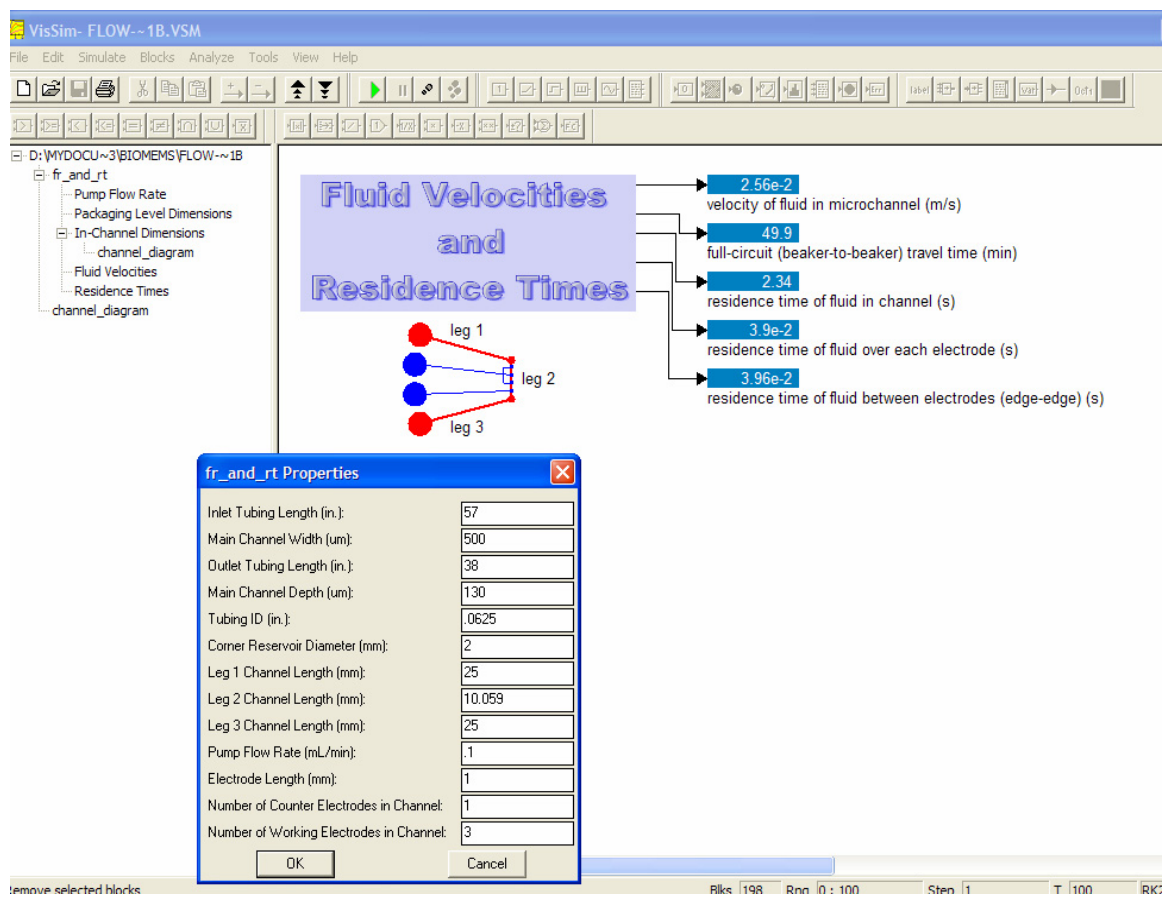 VisSim- FLOW-~1B.VSM
File Edit Simulate Blocks Analyze Tools View Help
D:\MYDOCU~3\BIOMEMS\FLOW-~1B
fr_and_rt
Pump Flow Rate
Packaging Level Dimensions
In-Channel Dimensions
channel_diagram
Fluid Velocities
Residence Times
channel_diagram
Fluid Velocities
and
Residence Times
2.56e-2
velocity of fluid in microchannel (m/s)
49.9
full-circuit (beaker-to-beaker) travel time (min)
2.34
residence time of fluid in channel (s)
3.9e-2
residence time of fluid over each electrode (s)
3.96e-2
residence time of fluid between electrodes (edge-edge) (s)
leg 1
leg 2
leg 3
fr_and_rt Properties
Inlet Tubing Length (in.): 57
Main Channel Width (um): 500
Outlet Tubing Length (in.): 38
Main Channel Depth (um): 130
Tubing ID (in.): .0625
Corner Reservoir Diameter (mm): 2
Leg 1 Channel Length (mm): 25
Leg 2 Channel Length (mm): 10.059
Leg 3 Channel Length (mm): 25
Pump Flow Rate (mL/min): .1
Electrode Length (mm): 1
Number of Counter Electrodes in Channel: 1
Number of Working Electrodes in Channel: 3
OK Cancel
Remove selected blocks Blks 198 Rng 0 : 100 Step 1 T 100 RK2